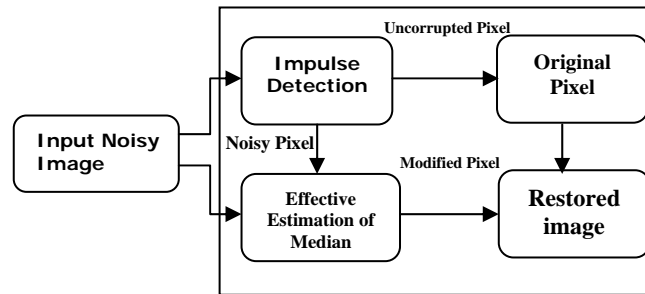 Uncorrupted Pixel
Impulse
Detection
Original
Pixel
Input Noisy
Image
Noisy Pixel
Modified Pixel
Effective
Estimation of
Median
Restored
image